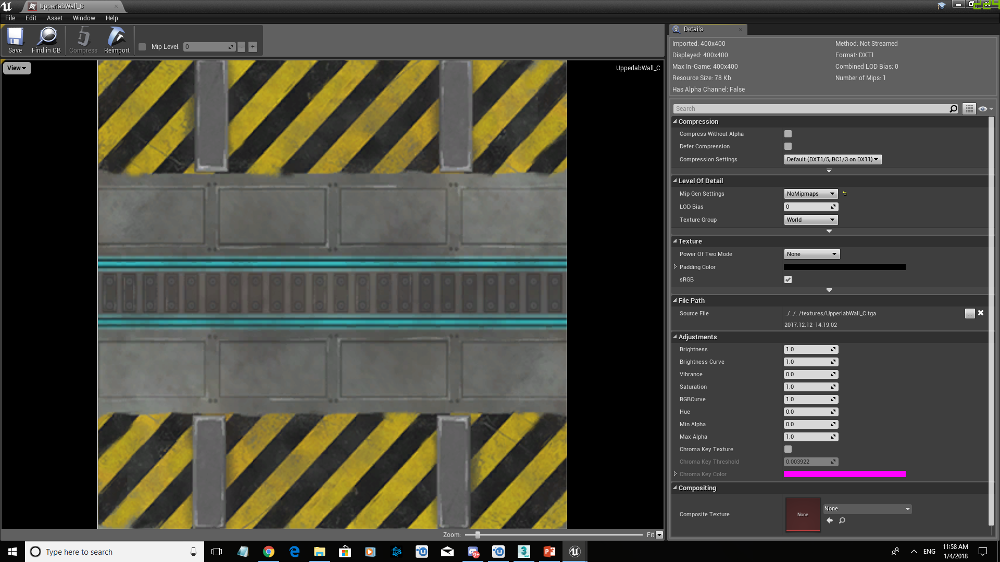 UpperlabWall_C
File Edit Asset Window Help
Save Find in CB Compress Reimport Mip Level: 0 - +
View
UpperlabWall_C
Zoom: Fit
Details
Imported: 400x400 Method: Not Streamed
Displayed: 400x400 Format: DXT1
Max In-Game: 400x400 Combined LOD Bias: 0
Resource Size: 78 Kb Number of Mips: 1
Has Alpha Channel: False
Search
Compression
Compress Without Alpha
Defer Compression
Compression Settings Default (DXT1/5, BC1/3 on DX11)
Level Of Detail
Mip Gen Settings NoMipmaps
LOD Bias 0
Texture Group World
Texture
Power Of Two Mode None
Padding Color
sRGB
File Path
Source File ../../../textures/UpperlabWall_C.tga ...
2017.12.12-14.19.02
Adjustments
Brightness 1.0
Brightness Curve 1.0
Vibrance 0.0
Saturation 1.0
RGBCurve 1.0
Hue 0.0
Min Alpha 0.0
Max Alpha 1.0
Chroma Key Texture
Chroma Key Threshold 0.003922
Chroma Key Color
Compositing
Composite Texture None None
Type here to search 9+ ENG 11:58 AM
1/4/2018